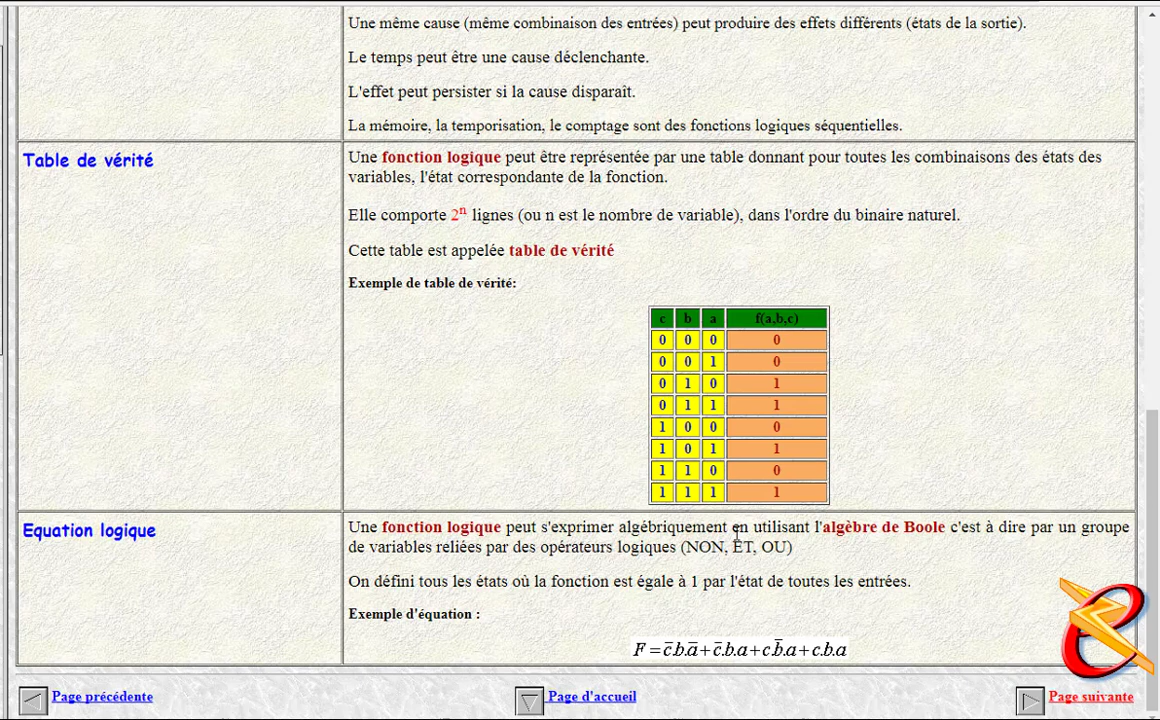 Une même cause (même combinaison des entrées) peut produire des effets différents (états de la sortie).
Le temps peut être une cause déclenchante.
L'effet peut persister si la cause disparaît.
La mémoire, la temporisation, le comptage sont des fonctions logiques séquentielles.
Table de vérité
Une fonction logique peut être représentée par une table donnant pour toutes les combinaisons des états des
variables, l'état correspondante de la fonction.
Elle comporte 2ⁿ lignes (ou n est le nombre de variable), dans l'ordre du binaire naturel.
Cette table est appelée table de vérité
Exemple de table de vérité:
c b a f(a,b,c)
0 0 0 0
0 0 1 0
0 1 0 1
0 1 1 1
1 0 0 0
1 0 1 1
1 1 0 0
1 1 1 1
Equation logique
Une fonction logique peut s'exprimer algébriquement en utilisant l'algèbre de Boole c'est à dire par un groupe
de variables reliées par des opérateurs logiques (NON, ET, OU)
On défini tous les états où la fonction est égale à 1 par l'état de toutes les entrées.
Exemple d'équation :
F = c̅.b.a̅ + c̅.b.a + c.b̅.a + c.b.a
Page précédente
Page d'accueil
Page suivante